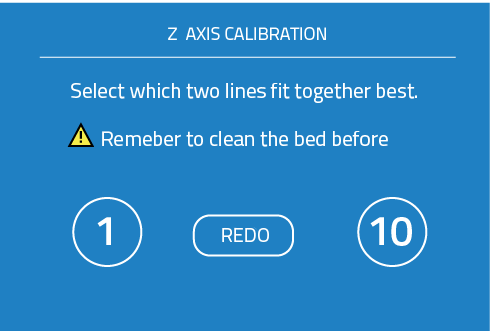 Z AXIS CALIBRATION
Select which two lines fit together best.
Remeber to clean the bed before
1
REDO
10